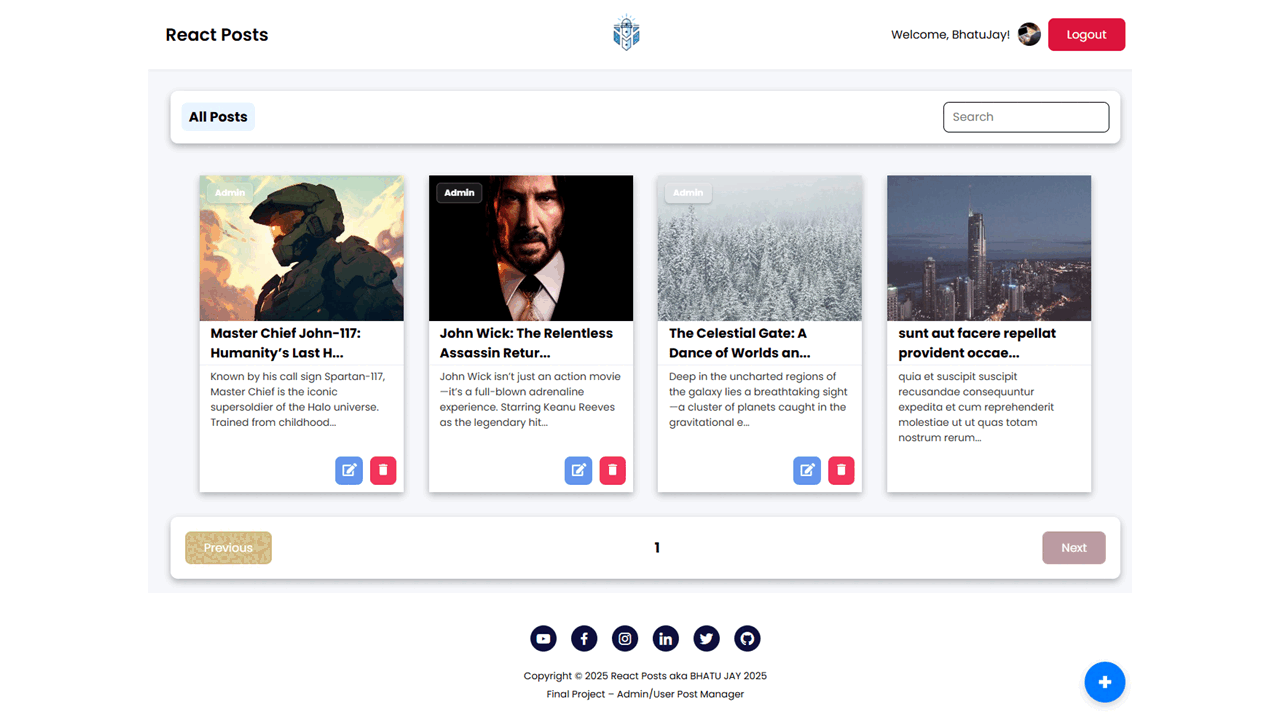 React Posts
Welcome, BhatuJay!
Logout
All Posts
Search
Admin
Master Chief John-117:
Humanity’s Last H...
Known by his call sign Spartan-117,
Master Chief is the iconic
supersoldier of the Halo universe.
Trained from childhood...
Admin
John Wick: The Relentless
Assassin Retur...
John Wick isn’t just an action movie
—it’s a full-blown adrenaline
experience. Starring Keanu Reeves
as the legendary hit...
Admin
The Celestial Gate: A
Dance of Worlds an...
Deep in the uncharted regions of
the galaxy lies a breathtaking sight
—a cluster of planets caught in the
gravitational e...
sunt aut facere repellat
provident occae...
quia et suscipit suscipit
recusandae consequuntur
expedita et cum reprehenderit
molestiae ut ut quas totam
nostrum rerum...
Previous
1
Next
Copyright © 2025 React Posts aka BHATU JAY 2025
Final Project – Admin/User Post Manager